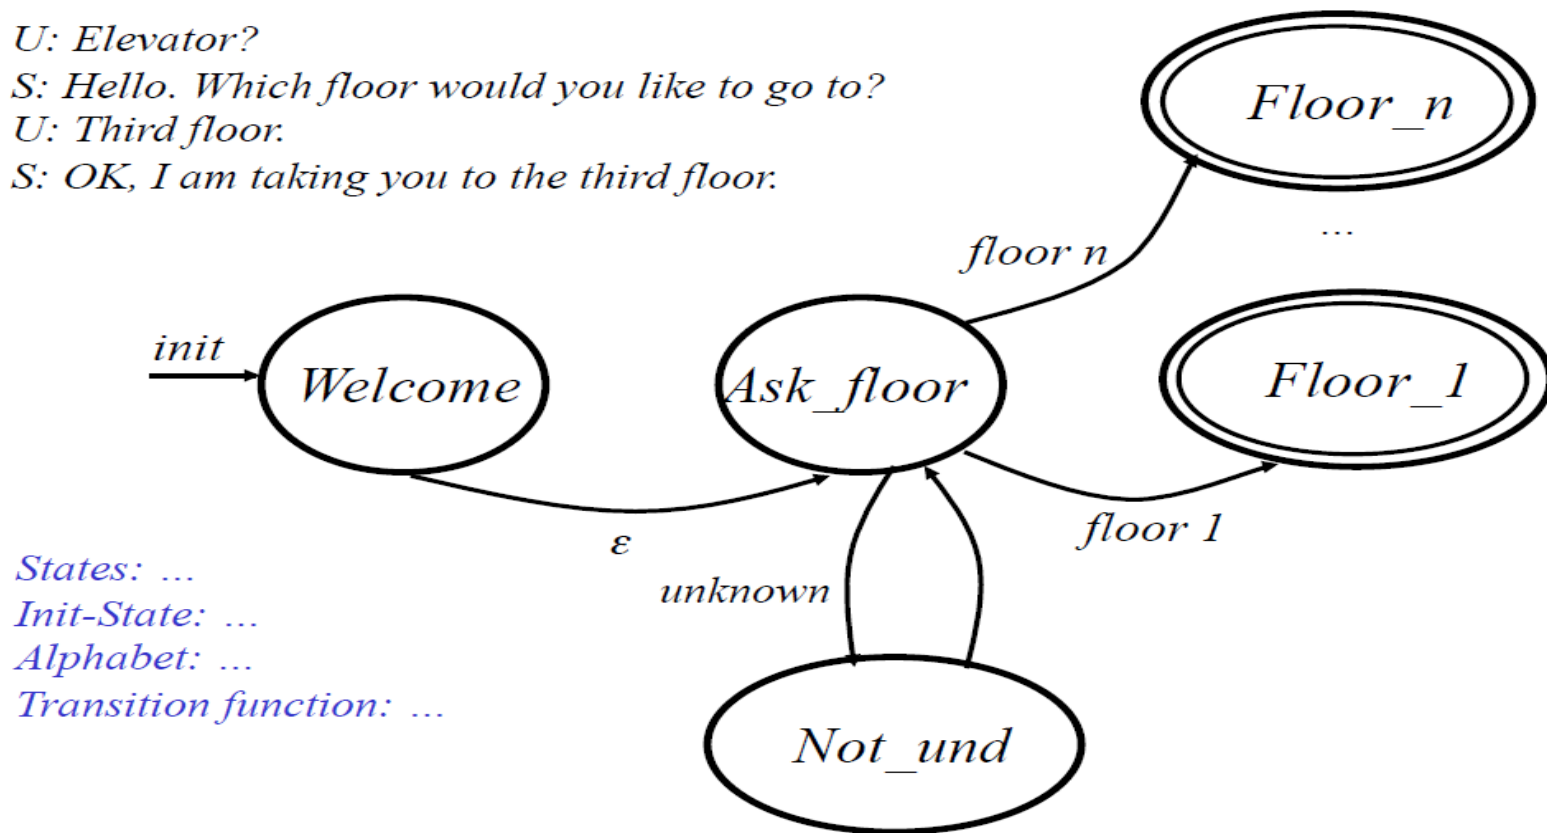 U: Elevator?
S: Hello. Which floor would you like to go to?
U: Third floor.
S: OK, I am taking you to the third floor.
Floor_n
...
floor n
init
Welcome
Ask_floor
Floor_1
ε
floor 1
unknown
Not_und
States: ...
Init-State: ...
Alphabet: ...
Transition function: ...